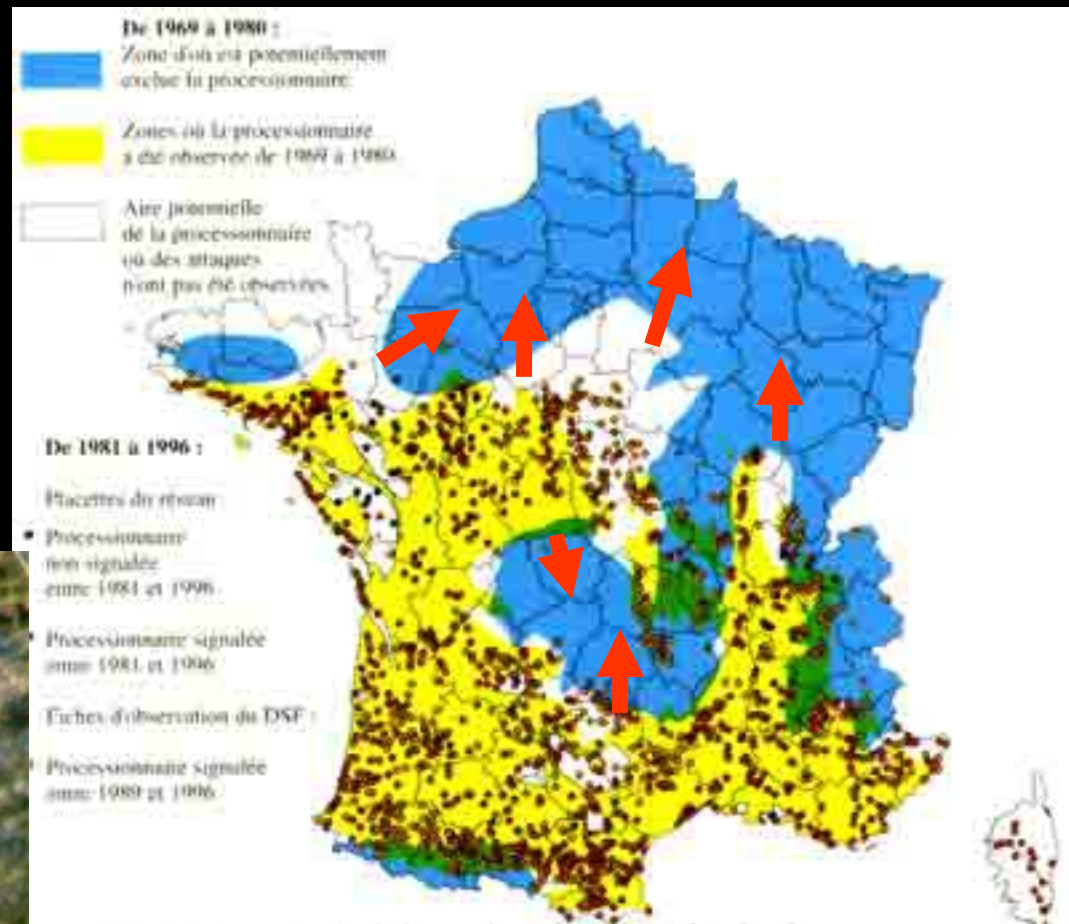 De 1969 à 1980 :
Zone d'où est potentiellement
exclue la processionnaire
Zones où la processionnaire
a été observée de 1969 à 1980
Aire potentielle
de la processionnaire
où des attaques
n'ont pas été observées
De 1981 à 1996 :
Placettes du réseau
Processionnaire
non signalée
entre 1981 et 1996
Processionnaire signalée
entre 1981 et 1996
Fiches d'observation du DSF :
Processionnaire signalée
entre 1989 et 1996